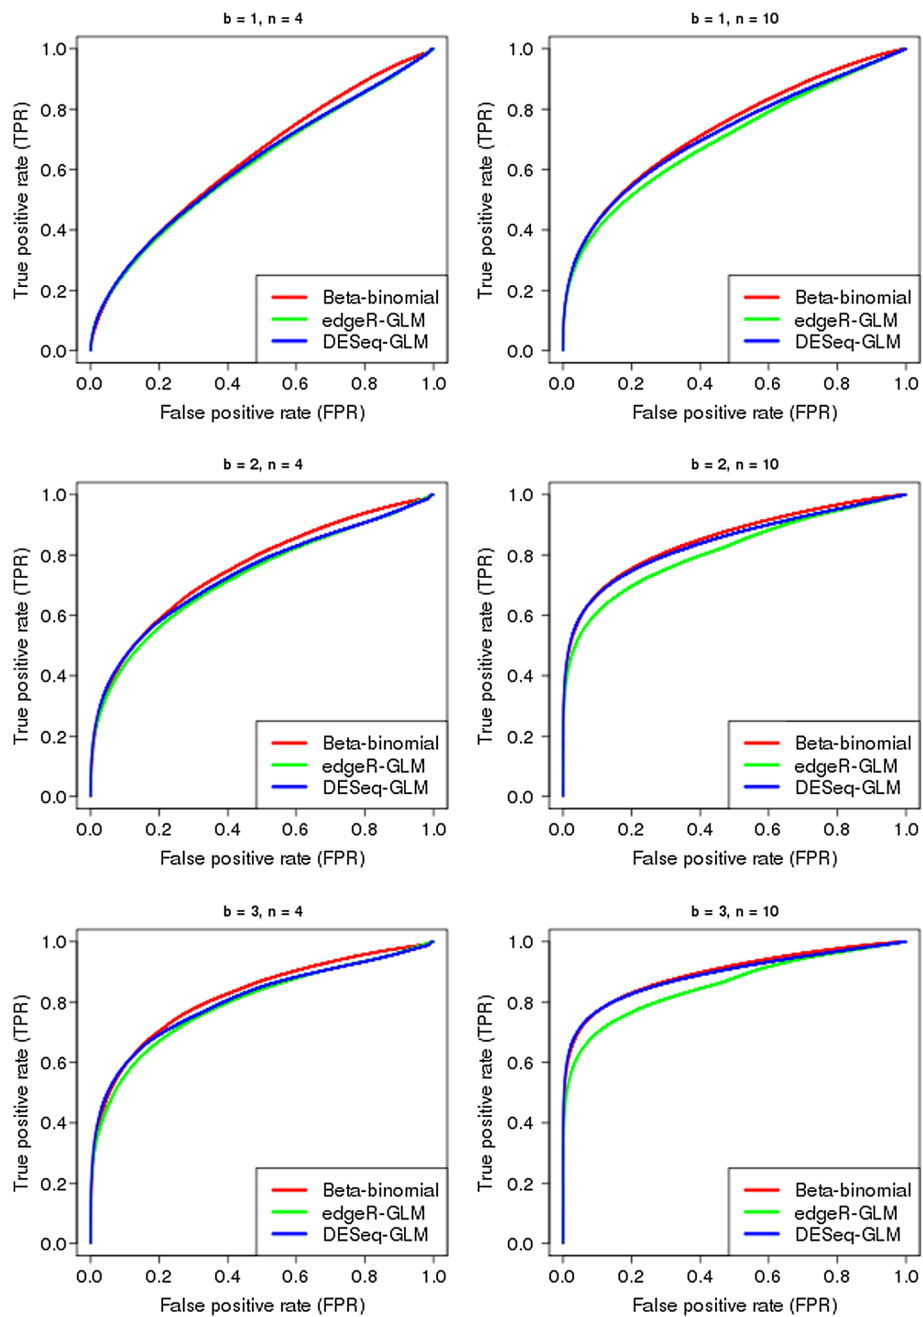 b = 1, n = 4
True positive rate (TPR)
1.0
0.8
0.6
0.4
0.2
0.0
Beta-binomial
edgeR-GLM
DESeq-GLM
0.0 0.2 0.4 0.6 0.8 1.0
False positive rate (FPR)
b = 1, n = 10
True positive rate (TPR)
1.0
0.8
0.6
0.4
0.2
0.0
Beta-binomial
edgeR-GLM
DESeq-GLM
0.0 0.2 0.4 0.6 0.8 1.0
False positive rate (FPR)
b = 2, n = 4
True positive rate (TPR)
1.0
0.8
0.6
0.4
0.2
0.0
Beta-binomial
edgeR-GLM
DESeq-GLM
0.0 0.2 0.4 0.6 0.8 1.0
False positive rate (FPR)
b = 2, n = 10
True positive rate (TPR)
1.0
0.8
0.6
0.4
0.2
0.0
Beta-binomial
edgeR-GLM
DESeq-GLM
0.0 0.2 0.4 0.6 0.8 1.0
False positive rate (FPR)
b = 3, n = 4
True positive rate (TPR)
1.0
0.8
0.6
0.4
0.2
0.0
Beta-binomial
edgeR-GLM
DESeq-GLM
0.0 0.2 0.4 0.6 0.8 1.0
False positive rate (FPR)
b = 3, n = 10
True positive rate (TPR)
1.0
0.8
0.6
0.4
0.2
0.0
Beta-binomial
edgeR-GLM
DESeq-GLM
0.0 0.2 0.4 0.6 0.8 1.0
False positive rate (FPR)